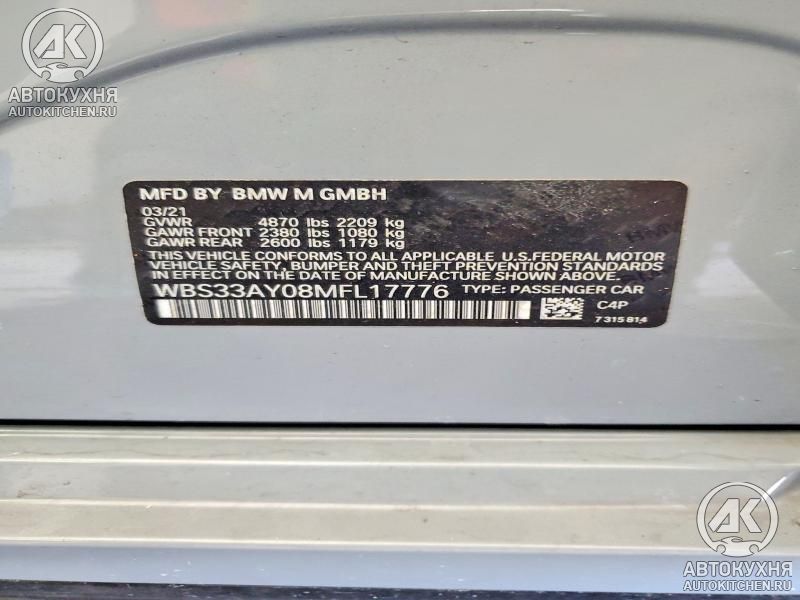 АК
АВТОКУХНЯ
AUTOKITCHEN.RU
MFD BY BMW M GMBH
03/21
GVWR 4870 lbs 2209 kg
GAWR FRONT 2380 lbs 1080 kg
GAWR REAR 2600 lbs 1179 kg
THIS VEHICLE CONFORMS TO ALL APPLICABLE U.S.FEDERAL MOTOR
VEHICLE SAFETY, BUMPER AND THEFT PREVENTION STANDARDS
IN EFFECT ON THE DATE OF MANUFACTURE SHOWN ABOVE.
WBS33AY08MFL17776 TYPE: PASSENGER CAR
C4P
7315814
АК
АВТОКУХНЯ
AUTOKITCHEN.RU